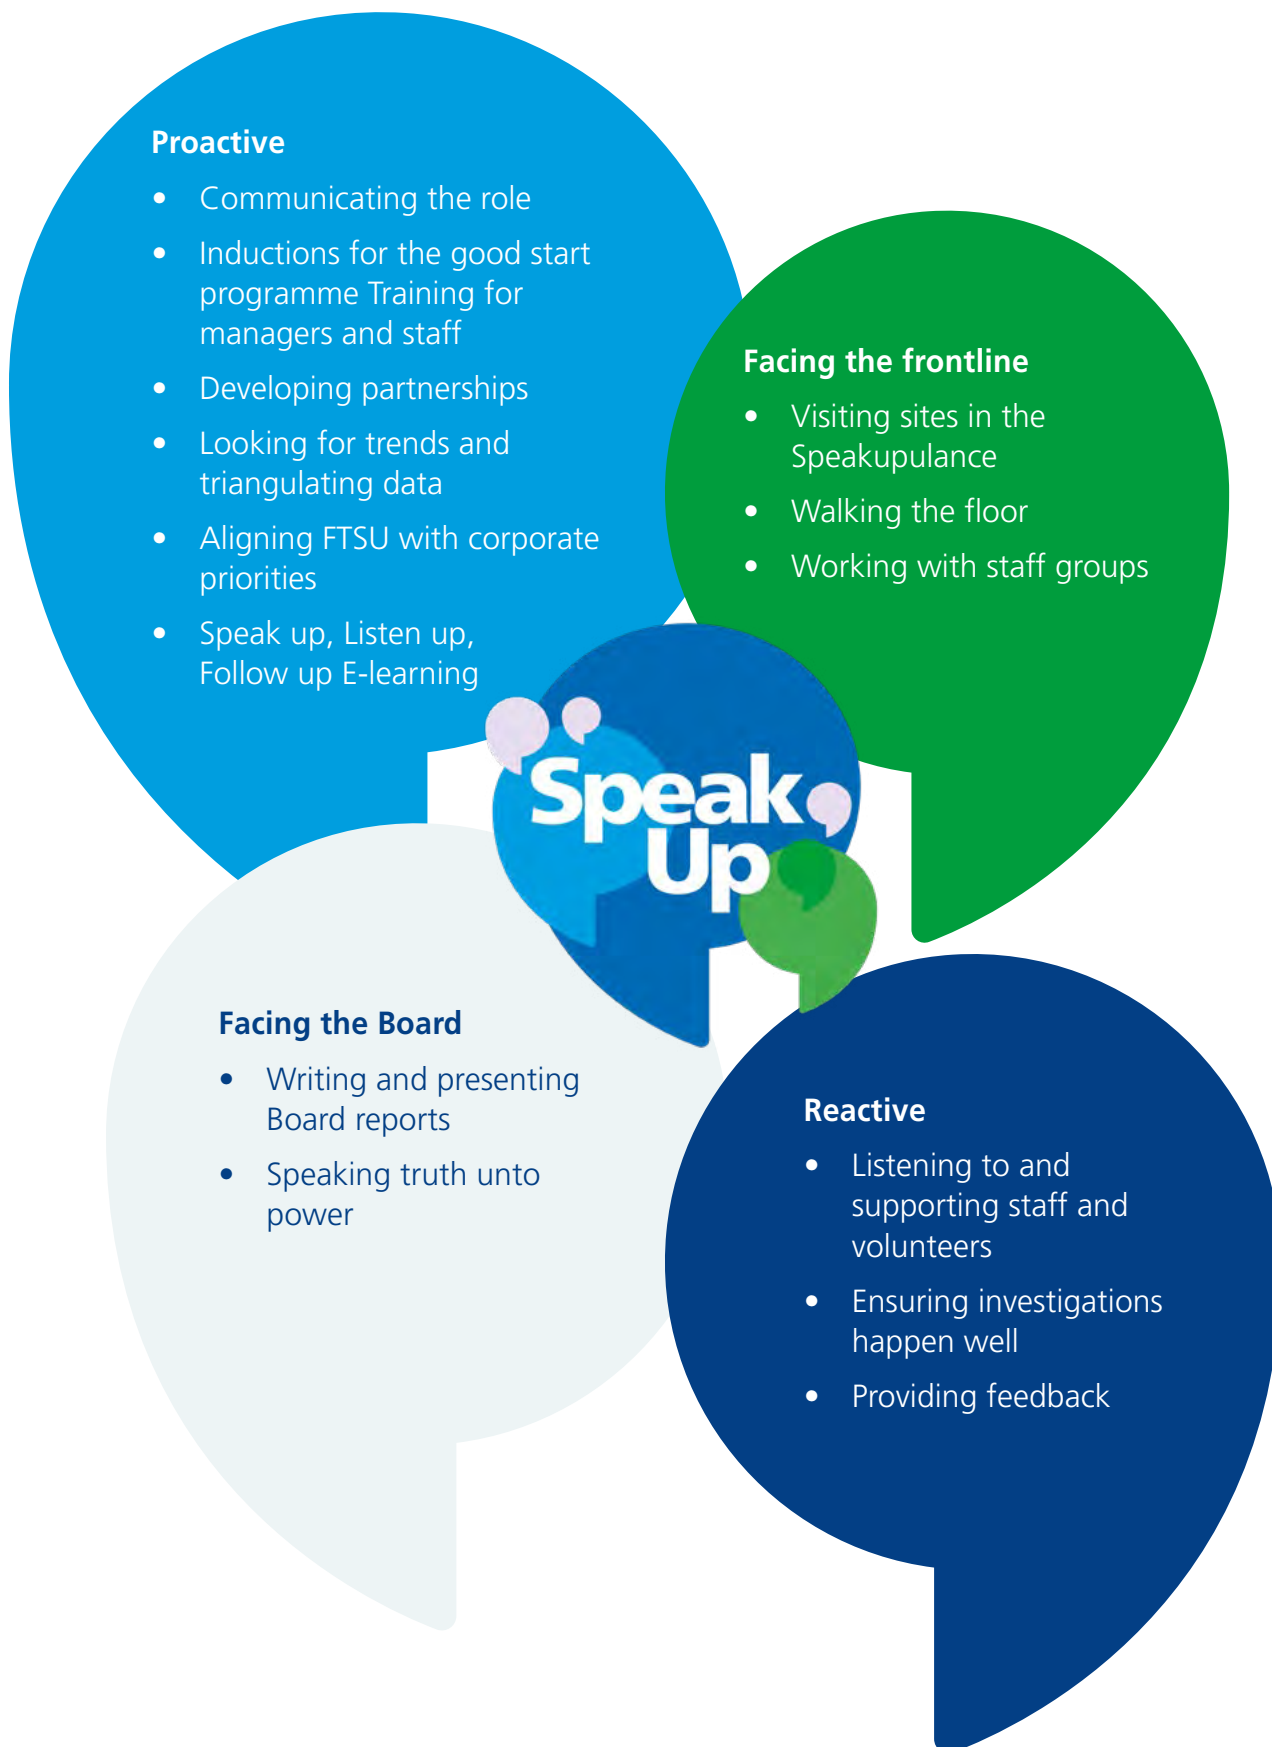 Proactive
• Communicating the role
• Inductions for the good start
programme Training for
managers and staff
• Developing partnerships
• Looking for trends and
triangulating data
• Aligning FTSU with corporate
priorities
• Speak up, Listen up,
Follow up E-learning
Facing the frontline
• Visiting sites in the
Speakupulance
• Walking the floor
• Working with staff groups
Speak
Up
Facing the Board
• Writing and presenting
Board reports
• Speaking truth unto
power
Reactive
• Listening to and
supporting staff and
volunteers
• Ensuring investigations
happen well
• Providing feedback